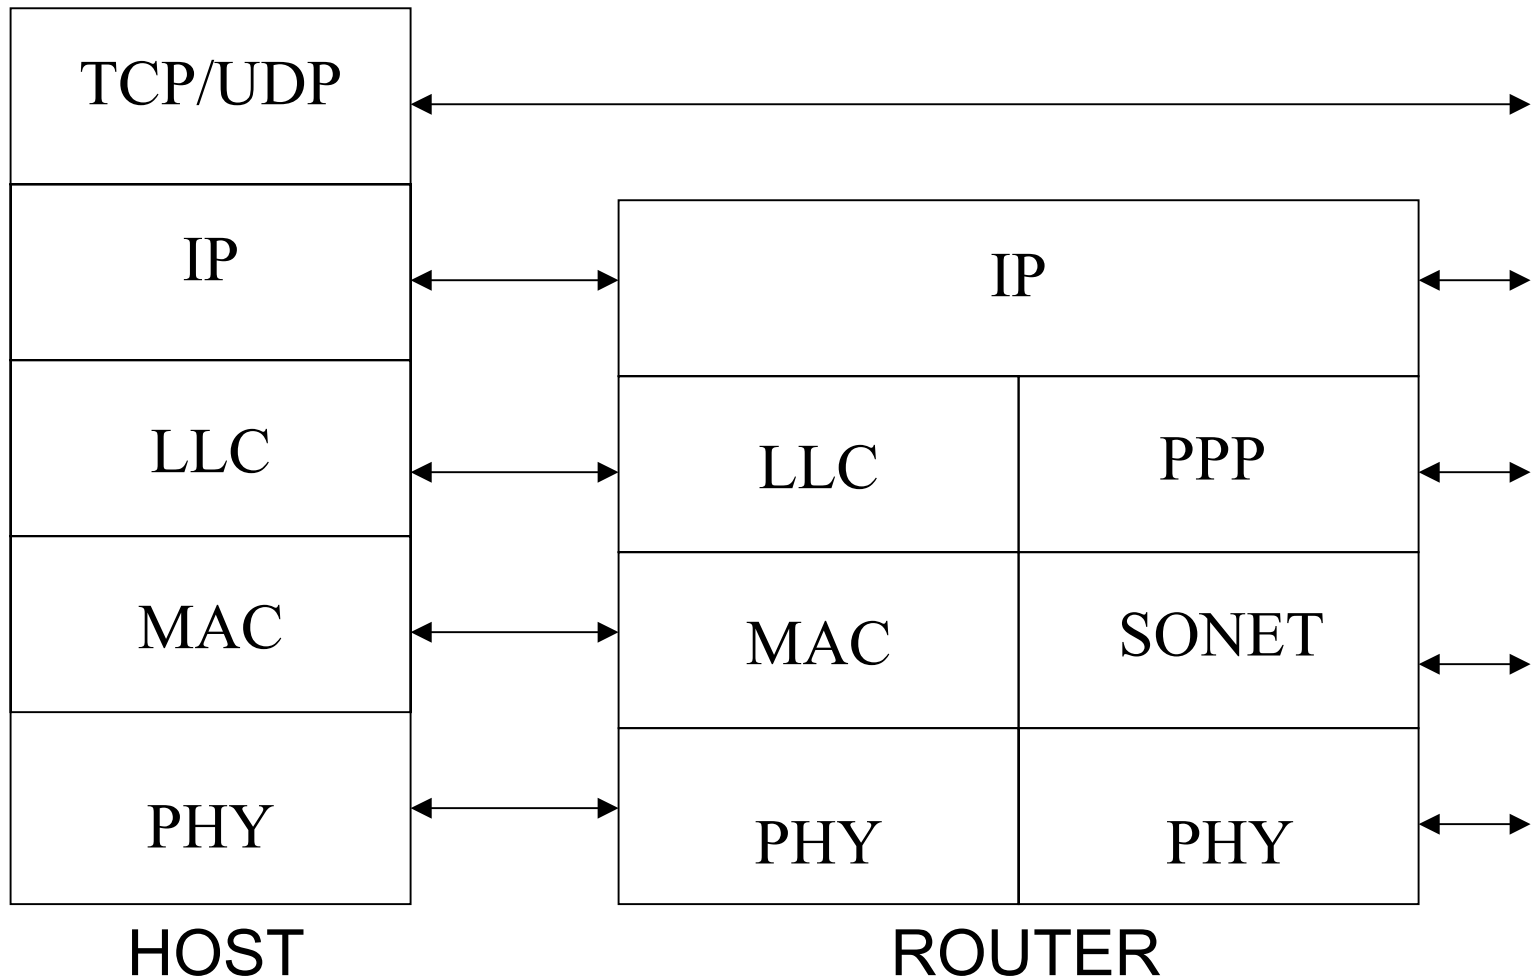 TCP/UDP
IP
LLC
MAC
PHY
HOST
IP
LLC
PPP
MAC
SONET
PHY
PHY
ROUTER